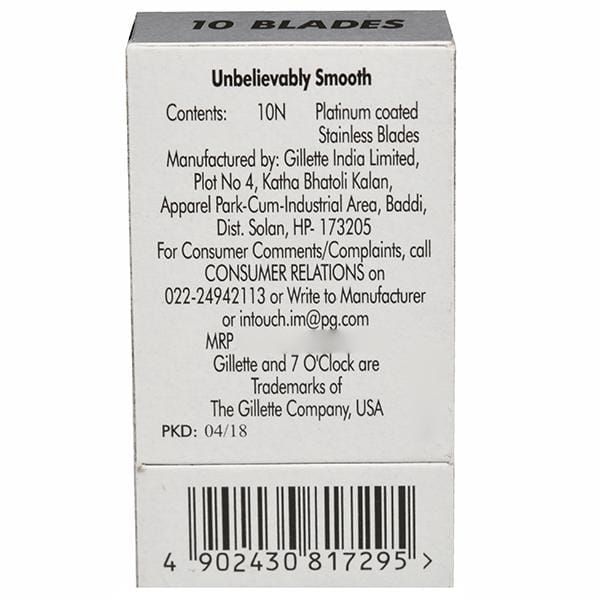 10 BLADES
Unbelievably Smooth
Contents: 10N Platinum coated
Stainless Blades
Manufactured by: Gillette India Limited,
Plot No 4, Katha Bhatoli Kalan,
Apparel Park-Cum-Industrial Area, Baddi,
Dist. Solan, HP- 173205
For Consumer Comments/Complaints, call
CONSUMER RELATIONS on
022-24942113 or Write to Manufacturer
or intouch.im@pg.com
MRP
Gillette and 7 O'Clock are
Trademarks of
The Gillette Company, USA
PKD: 04/18
4 902430 817295 >